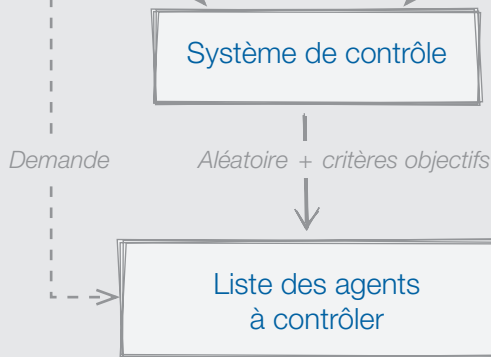 Système de contrôle
Demande
Aléatoire + critères objectifs
Liste des agents
à contrôler